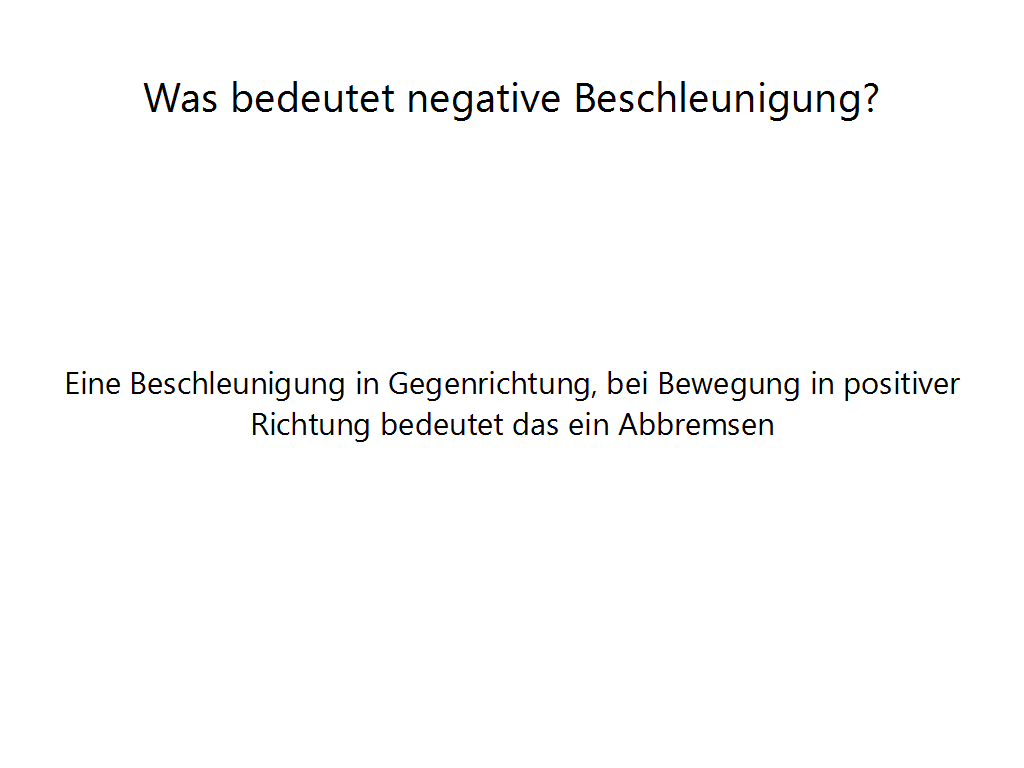 Was bedeutet negative Beschleunigung?
Eine Beschleunigung in Gegenrichtung, bei Bewegung in positiver
Richtung bedeutet das ein Abbremsen